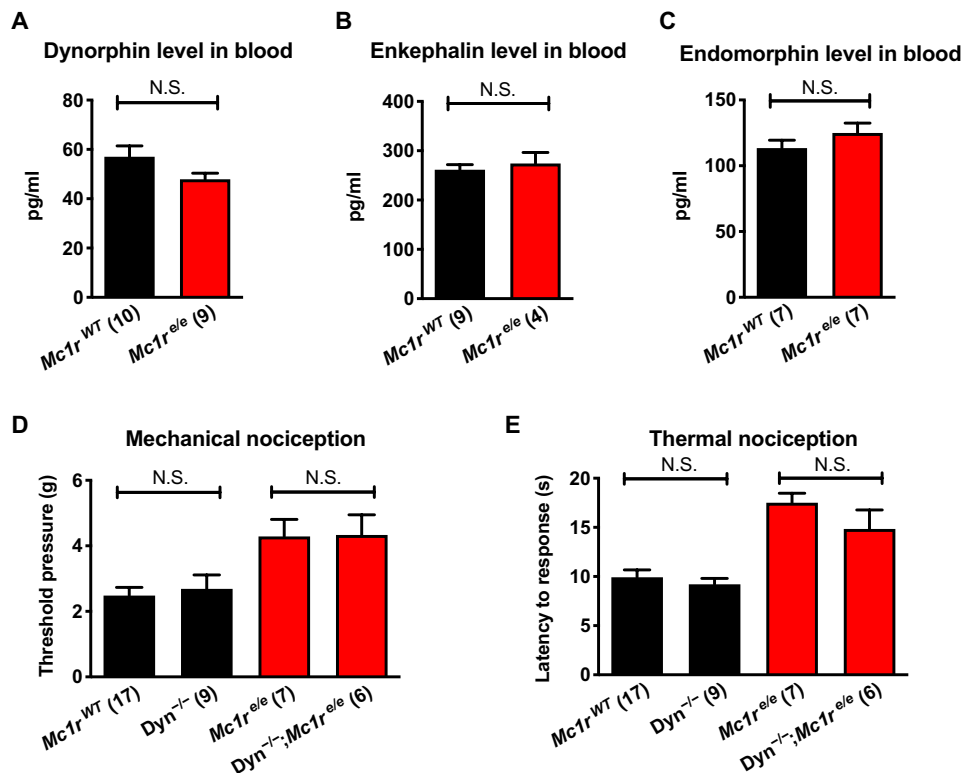 A
Dynorphin level in blood
N.S.
80
60
40
20
0
pg/ml
Mc1r^WT (10)
Mc1r^e/e (9)
B
Enkephalin level in blood
N.S.
400
300
200
100
0
pg/ml
Mc1r^WT (9)
Mc1r^e/e (4)
C
Endomorphin level in blood
N.S.
150
100
50
0
pg/ml
Mc1r^WT (7)
Mc1r^e/e (7)
D
Mechanical nociception
N.S.
N.S.
6
4
2
0
Threshold pressure (g)
Mc1r^WT (17)
Dyn^−/− (9)
Mc1r^e/e (7)
Dyn^−/−;Mc1r^e/e (6)
E
Thermal nociception
N.S.
N.S.
20
15
10
5
0
Latency to response (s)
Mc1r^WT (17)
Dyn^−/− (9)
Mc1r^e/e (7)
Dyn^−/−;Mc1r^e/e (6)